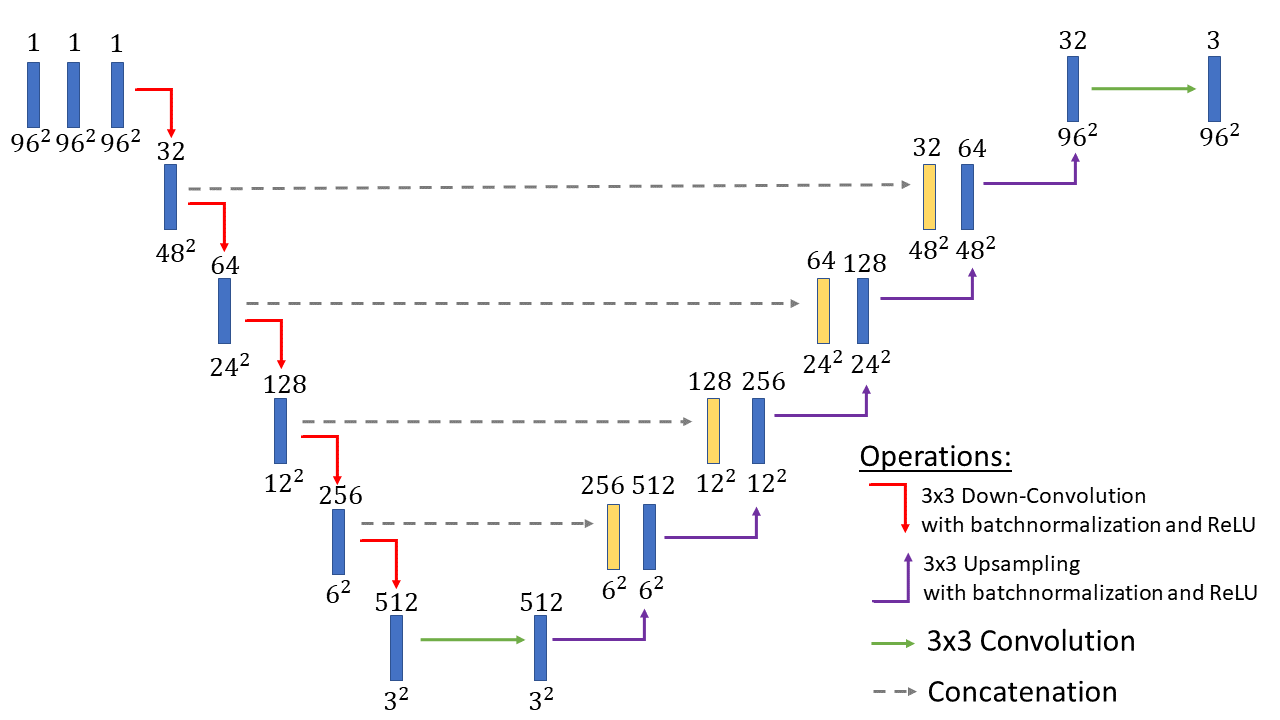 1 1 1
96² 96² 96²
32
48²
64
24²
128
12²
256
6²
512
3²
512
3²
256 512
6² 6²
128 256
12² 12²
64 128
24² 24²
32 64
48² 48²
32
96²
3
96²
Operations:
3x3 Down-Convolution
with batchnormalization and ReLU
3x3 Upsampling
with batchnormalization and ReLU
3x3 Convolution
Concatenation